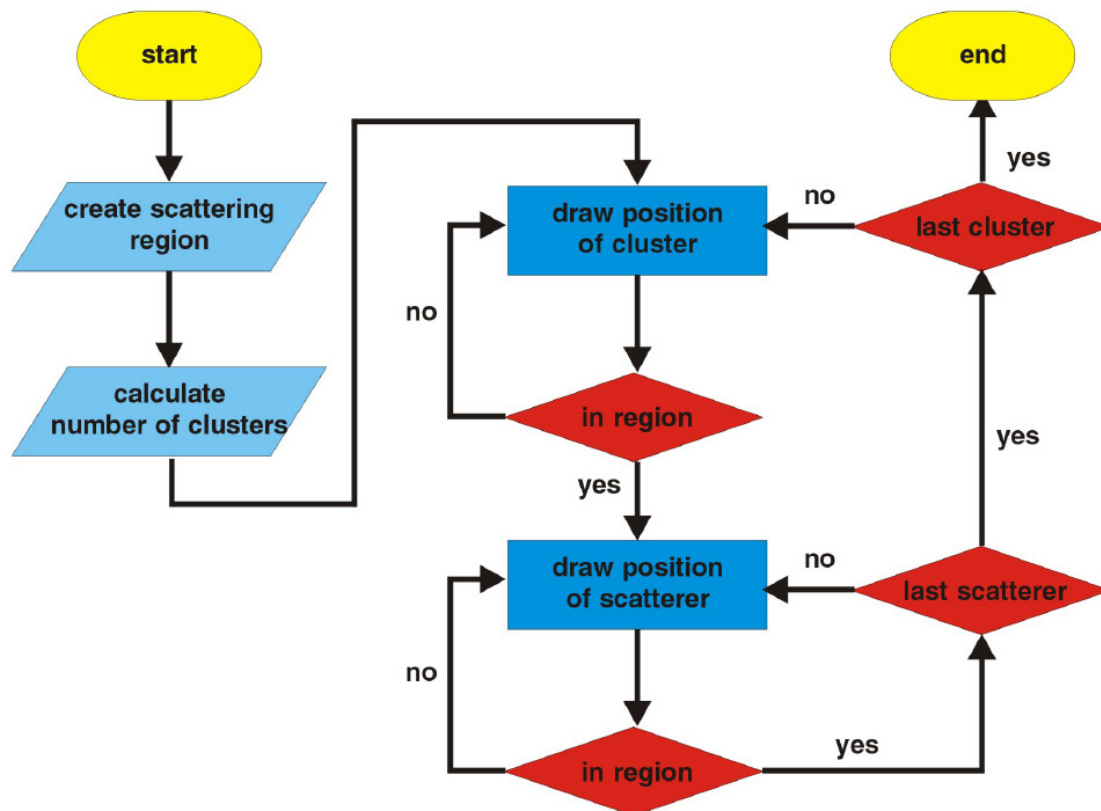 start
end
yes
create scattering
region
draw position
of cluster
no
last cluster
no
calculate
number of clusters
in region
yes
yes
draw position
of scatterer
no
last scatterer
no
in region
yes